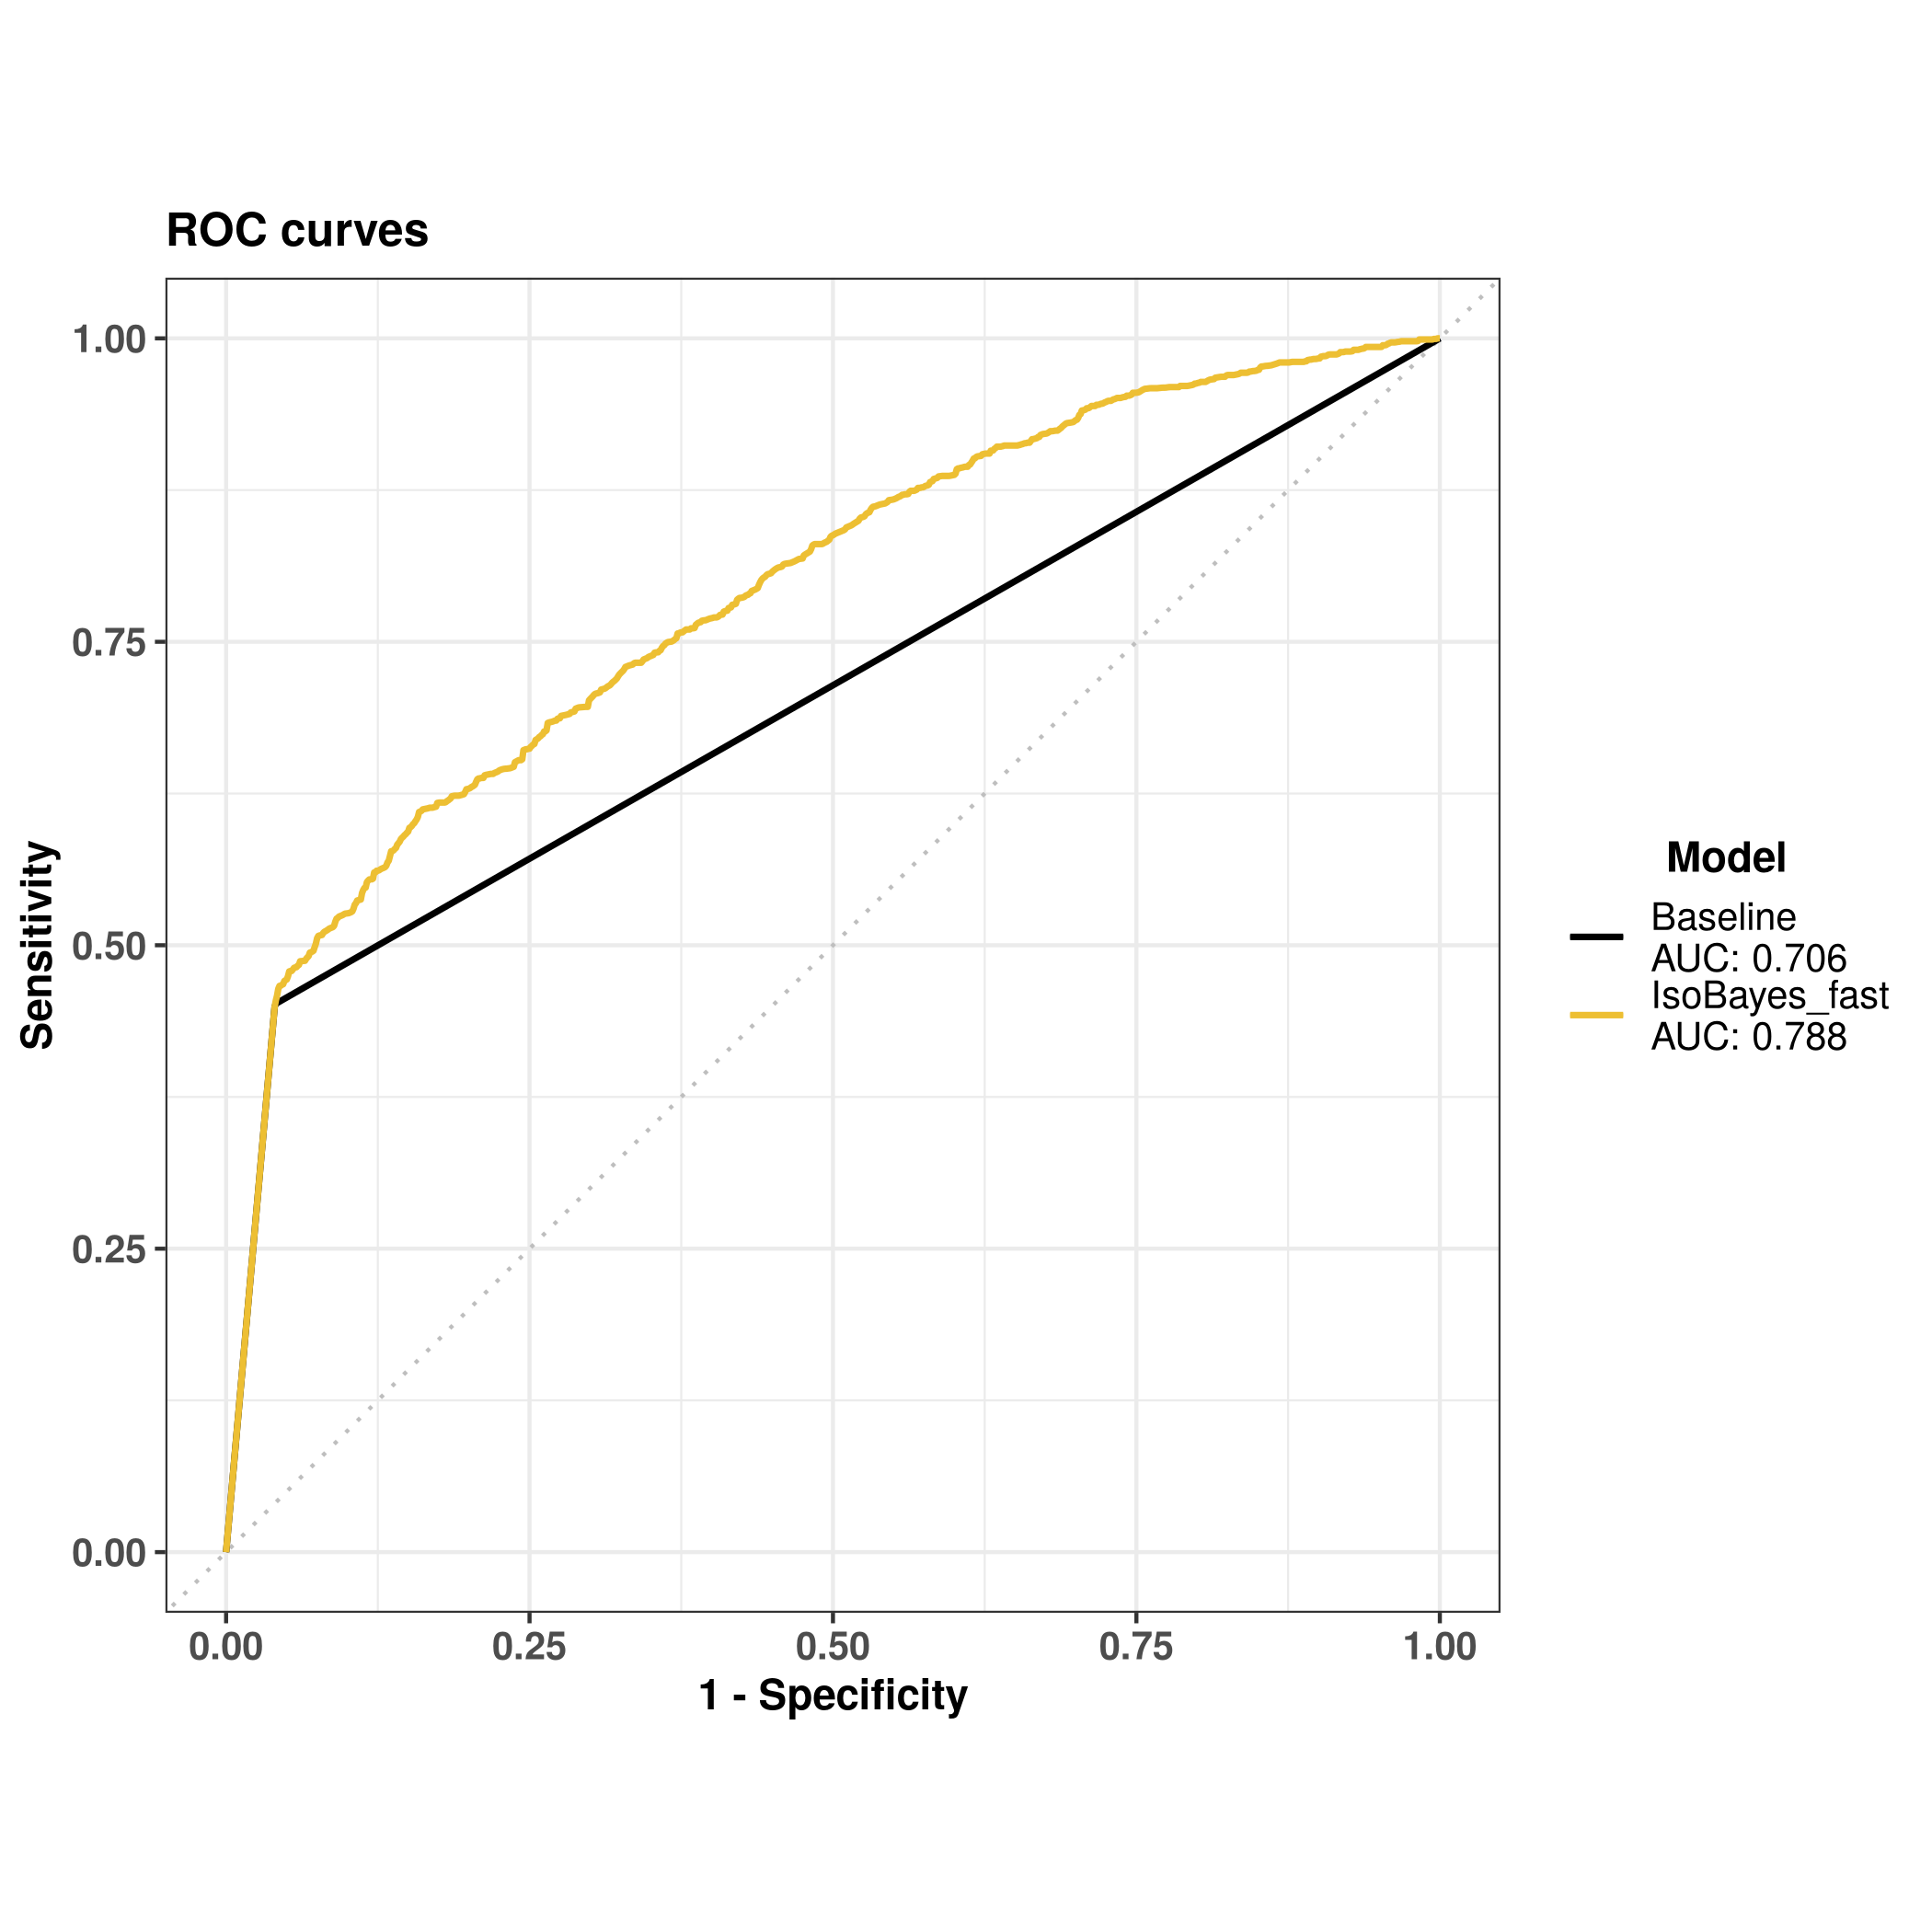 ROC curves
1.00
0.75
0.50
0.25
0.00
Sensitivity
0.00 0.25 0.50 0.75 1.00
1 - Specificity
Model
Baseline
AUC: 0.706
IsoBayes_fast
AUC: 0.788